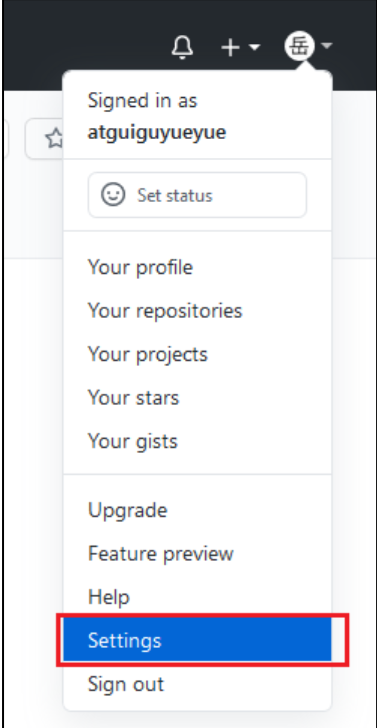 岳
Signed in as
atguiguyueyue
Set status
Your profile
Your repositories
Your projects
Your stars
Your gists
Upgrade
Feature preview
Help
Settings
Sign out